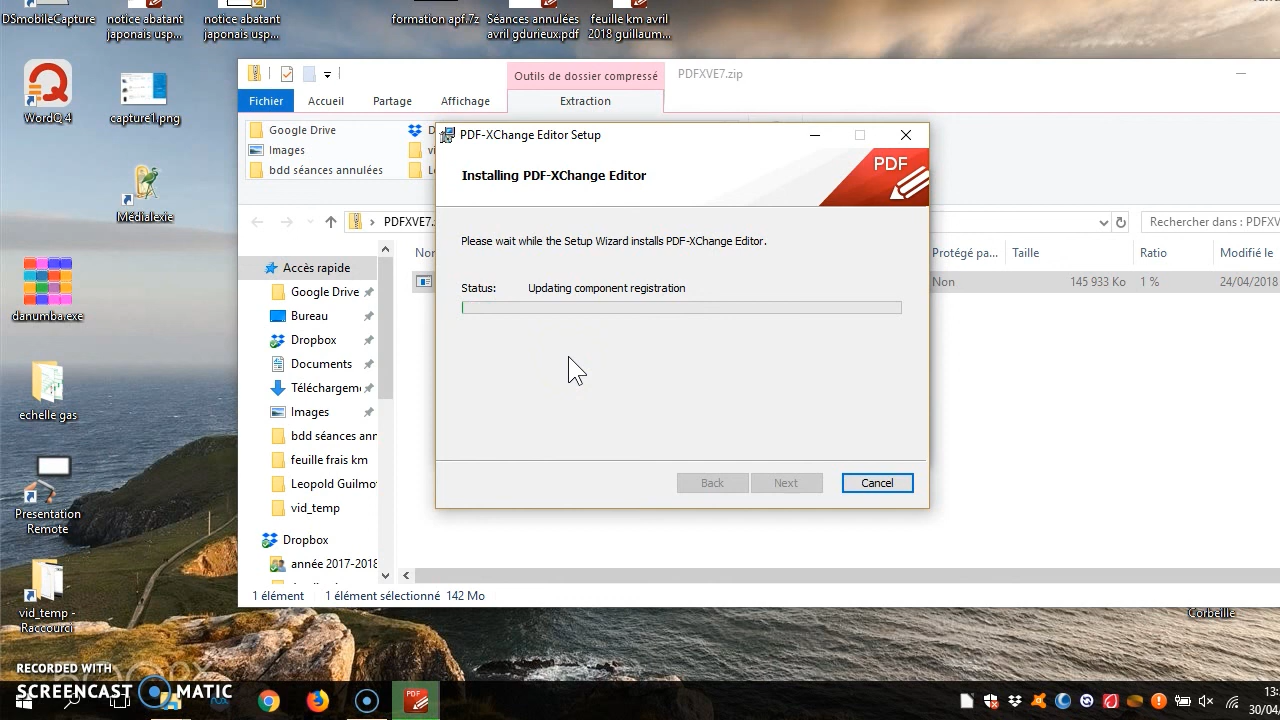 DSmobileCapture
notice abatant
japonais usp...
notice abatant
japonais usp...
formation apf.7z
Séances annulées
avril gdurieux.pdf
feuille km avril
2018 guillaum...
WordQ 4
capture1.png
Médialexie
danumba.exe
echelle gas
Presentation
Remote
vid_temp -
Raccourci
Corbeille
Outils de dossier compressé
PDFXVE7.zip
Fichier
Accueil
Partage
Affichage
Extraction
Google Drive
Images
bdd séances annulées
PDF-XChange Editor Setup
PDF
Installing PDF-XChange Editor
Please wait while the Setup Wizard installs PDF-XChange Editor.
Status:
Updating component registration
Back
Next
Cancel
PDFXVE7.
Rechercher dans : PDFXV
Protégé pa...
Taille
Ratio
Modifié le
Non
145 933 Ko
1 %
24/04/2018
Accès rapide
Google Drive
Bureau
Dropbox
Documents
Téléchargem
Images
bdd séances ann
feuille frais km
Leopold Guilmo
vid_temp
Dropbox
année 2017-2018
1 élément
1 élément sélectionné
142 Mo
RECORDED WITH
SCREENCAST
MATIC
PDF
13:
30/04